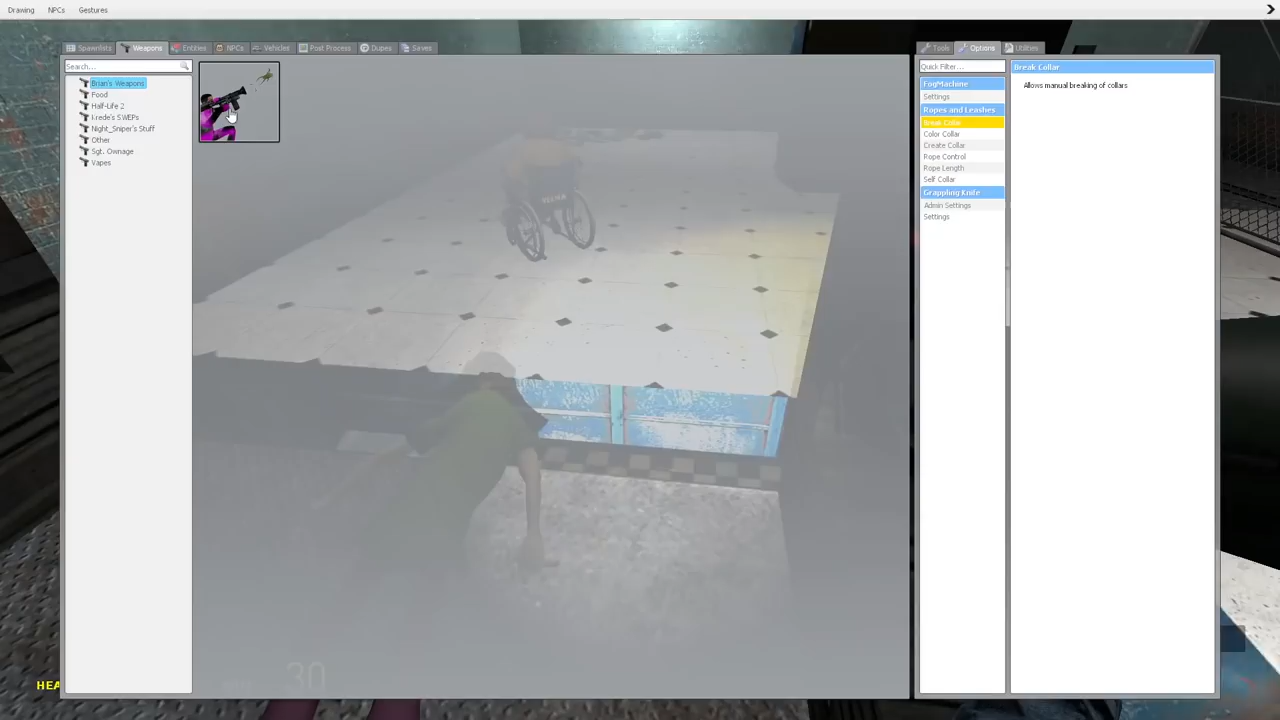 Drawing NPCs Gestures
Spawnlists Weapons Entities NPCs Vehicles Post Process Dupes Saves
Search...
Brian's Weapons
Food
Half-Life 2
Krede's SWEPs
Night_Sniper's Stuff
Other
Sgt. Ownage
Vapes
Tools Options Utilities
Quick Filter...
FogMachine
Settings
Ropes and Leashes
Break Collar
Color Collar
Create Collar
Rope Control
Rope Length
Self Collar
Grappling Knife
Admin Settings
Settings
Break Collar
Allows manual breaking of collars
30